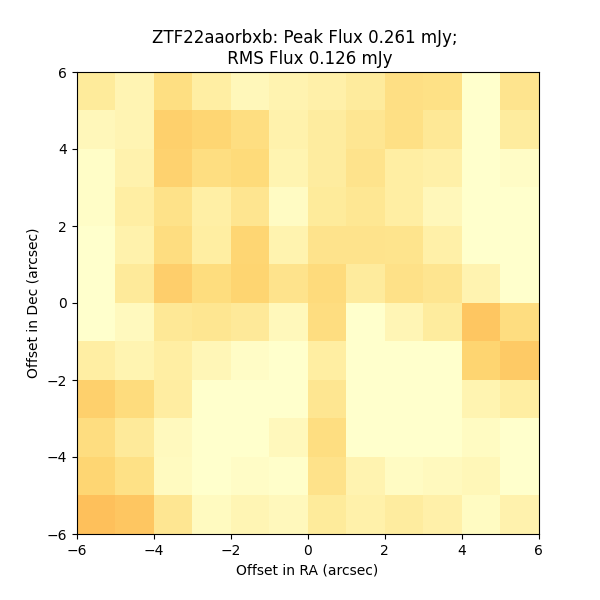 ZTF22aaorbxb: Peak Flux 0.261 mJy;
RMS Flux 0.126 mJy
6
4
2
0
−2
−4
−6
Offset in Dec (arcsec)
−6 −4 −2 0 2 4 6
Offset in RA (arcsec)